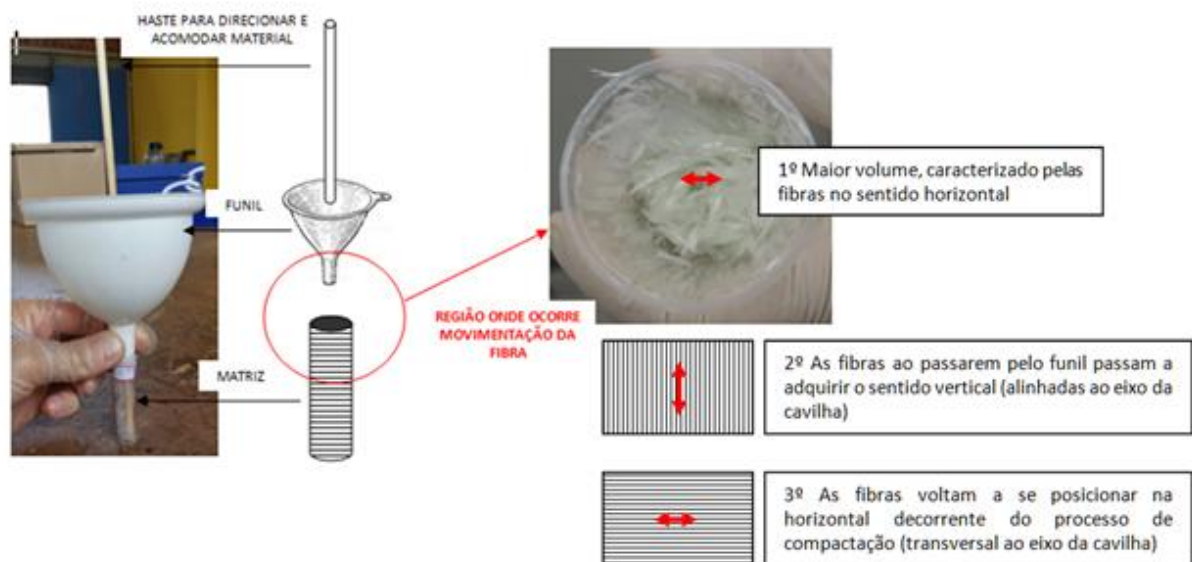 HASTE PARA DIRECIONAR E
ACOMODAR MATERIAL
FUNIL
MATRIZ
REGIÃO ONDE OCORRE
MOVIMENTAÇÃO DA
FIBRA
1º Maior volume, caracterizado pelas
fibras no sentido horizontal
2º As fibras ao passarem pelo funil passam a
adquirir o sentido vertical (alinhadas ao eixo da
cavilha)
3º As fibras voltam a se posicionar na
horizontal decorrente do processo de
compactação (transversal ao eixo da cavilha)